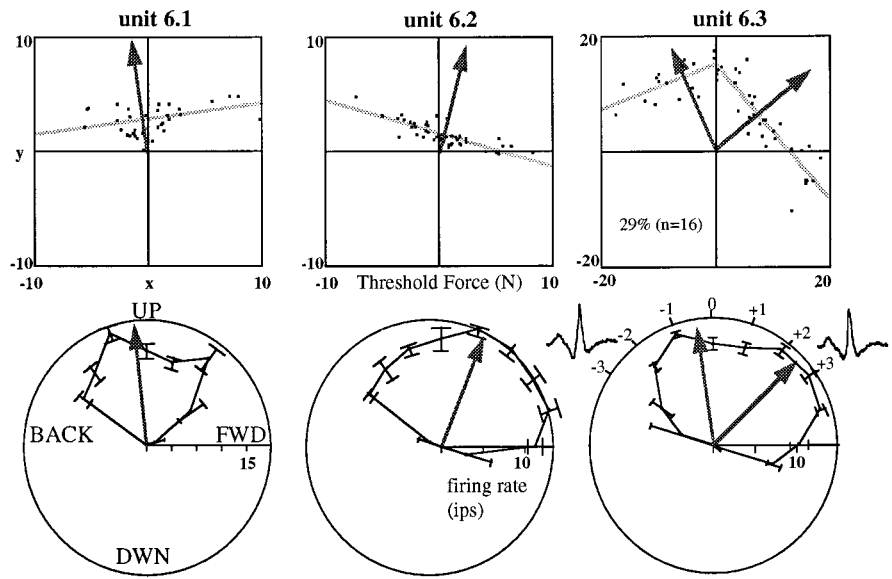 unit 6.1 unit 6.2 unit 6.3
10 10 20
y
29% (n=16)
-10 -10 -20
-10 x 10 -10 Threshold Force (N) 10 -20 20
UP
-3 -2 -1 0 +1 +2 +3
BACK FWD
15 10 10
firing rate
(ips)
DWN